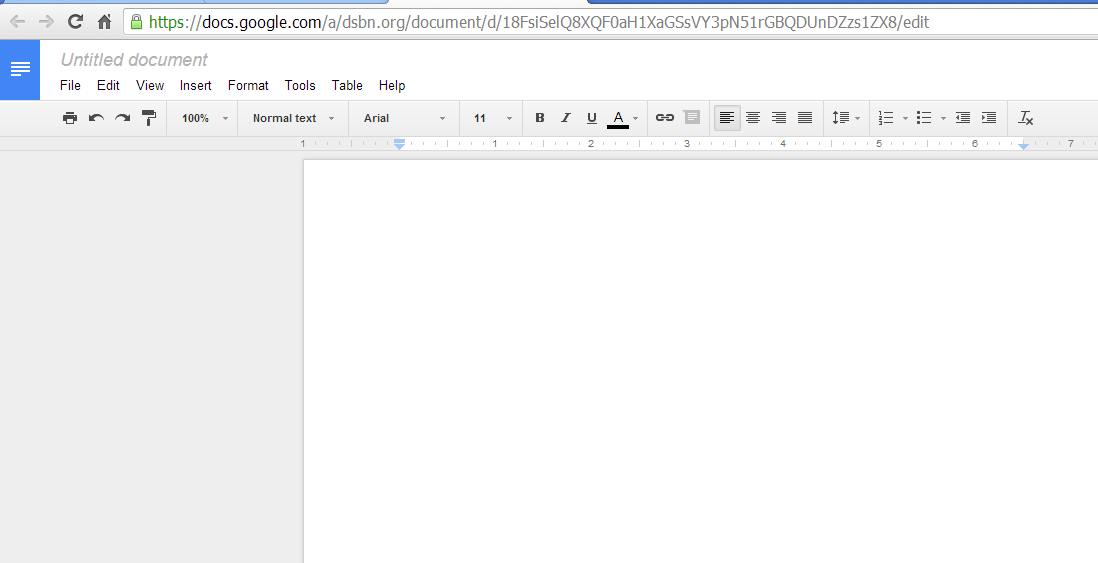 https://docs.google.com/a/dsbn.org/document/d/18FsiSelQ8XQF0aH1XaGSsVY3pN51rGBQDUnDZzs1ZX8/edit
Untitled document
File Edit View Insert Format Tools Table Help
100% Normal text Arial 11 B I U A
1 1 2 3 4 5 6 7